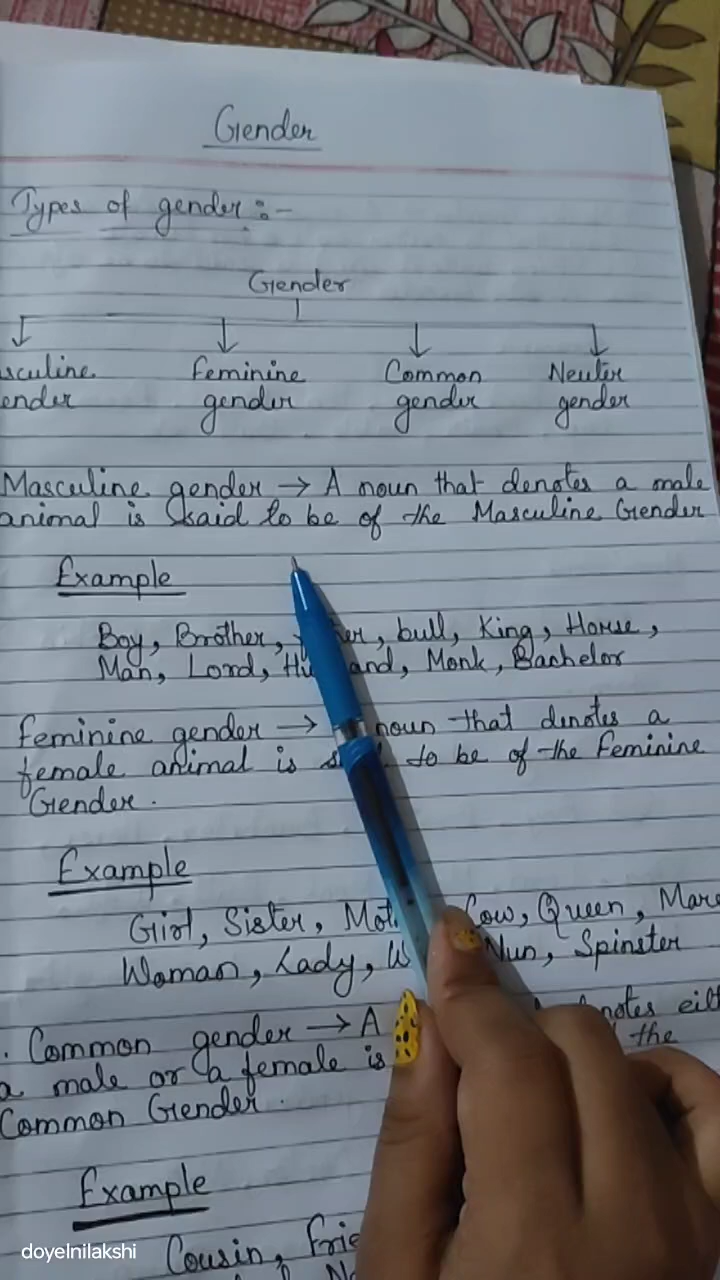 Gender
Types of gender :-
Gender
sculine Feminine Common Neuter
ender gender gender gender
Masculine gender → A noun that denotes a male
animal is said to be of the Masculine Gender
Example
Boy, Brother, bull, King, Horse,
Man, Lord, Monk, Bachelor
Feminine gender → noun that denotes a
female animal is to be of the Feminine
Gender.
Example
Girl, Sister, Cow, Queen, Mare
Woman, Lady, Nun, Spinster
. Common gender → A
a male or a female is the
Common Gender.
Example
Cousin,
doyelnilakshi